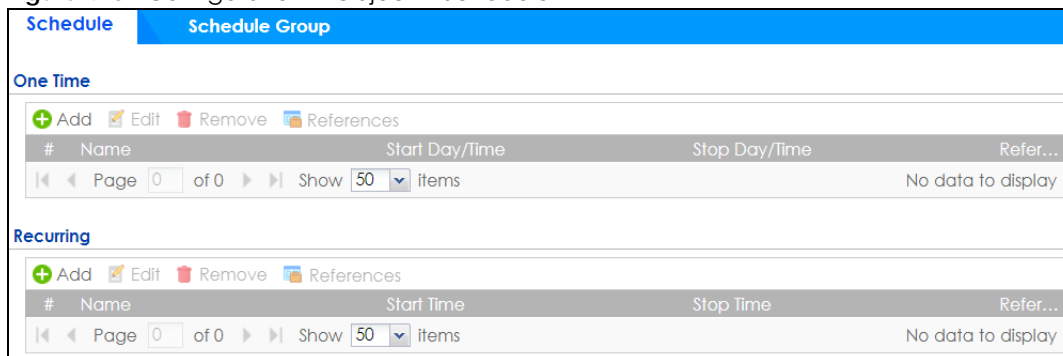 Schedule Schedule Group
One Time
Add Edit Remove References
# Name Start Day/Time Stop Day/Time Refer...
Page 0 of 0 Show 50 items No data to display
Recurring
Add Edit Remove References
# Name Start Time Stop Time Refer...
Page 0 of 0 Show 50 items No data to display